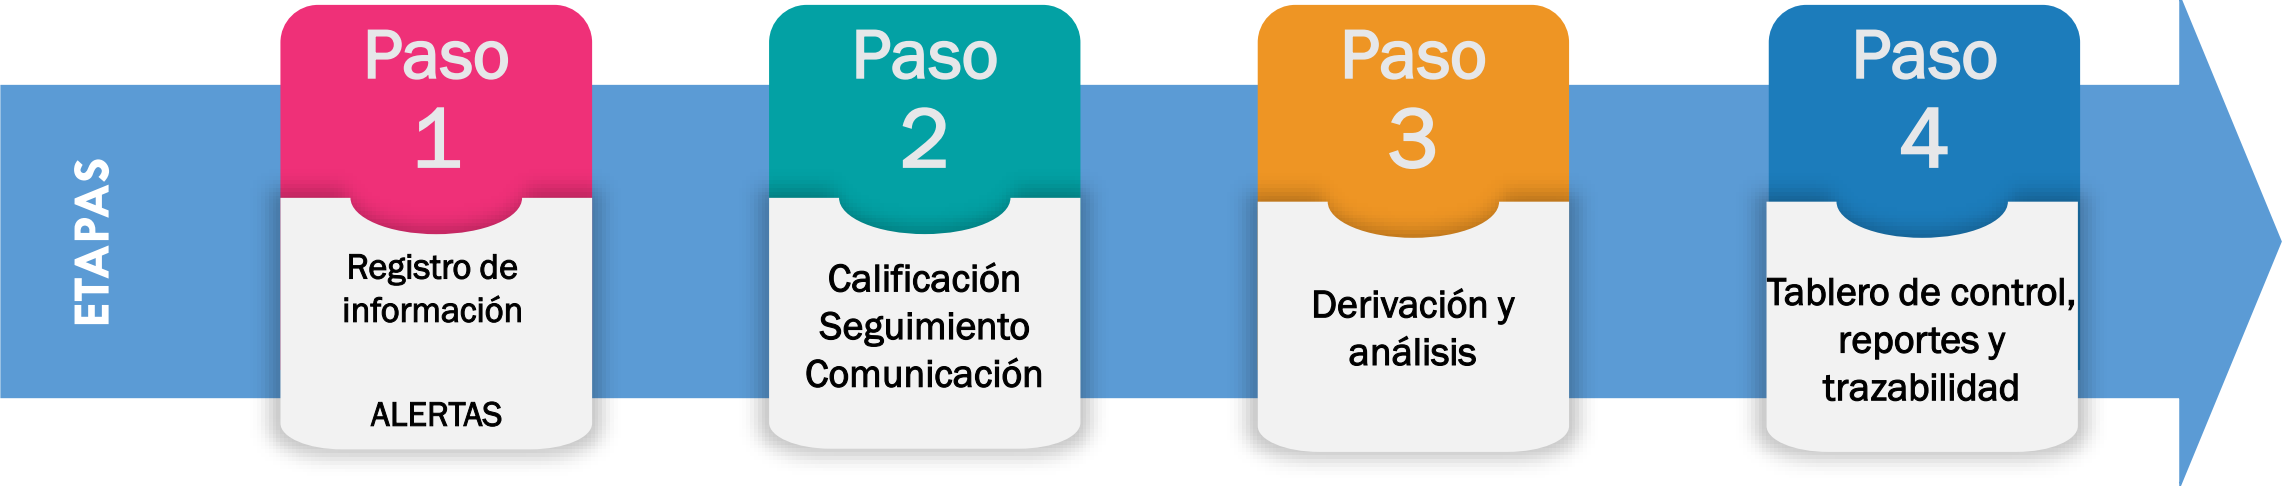 ETAPAS
Paso
1
Registro de
información
ALERTAS
Paso
2
Calificación
Seguimiento
Comunicación
Paso
3
Derivación y
análisis
Paso
4
Tablero de control,
reportes y
trazabilidad